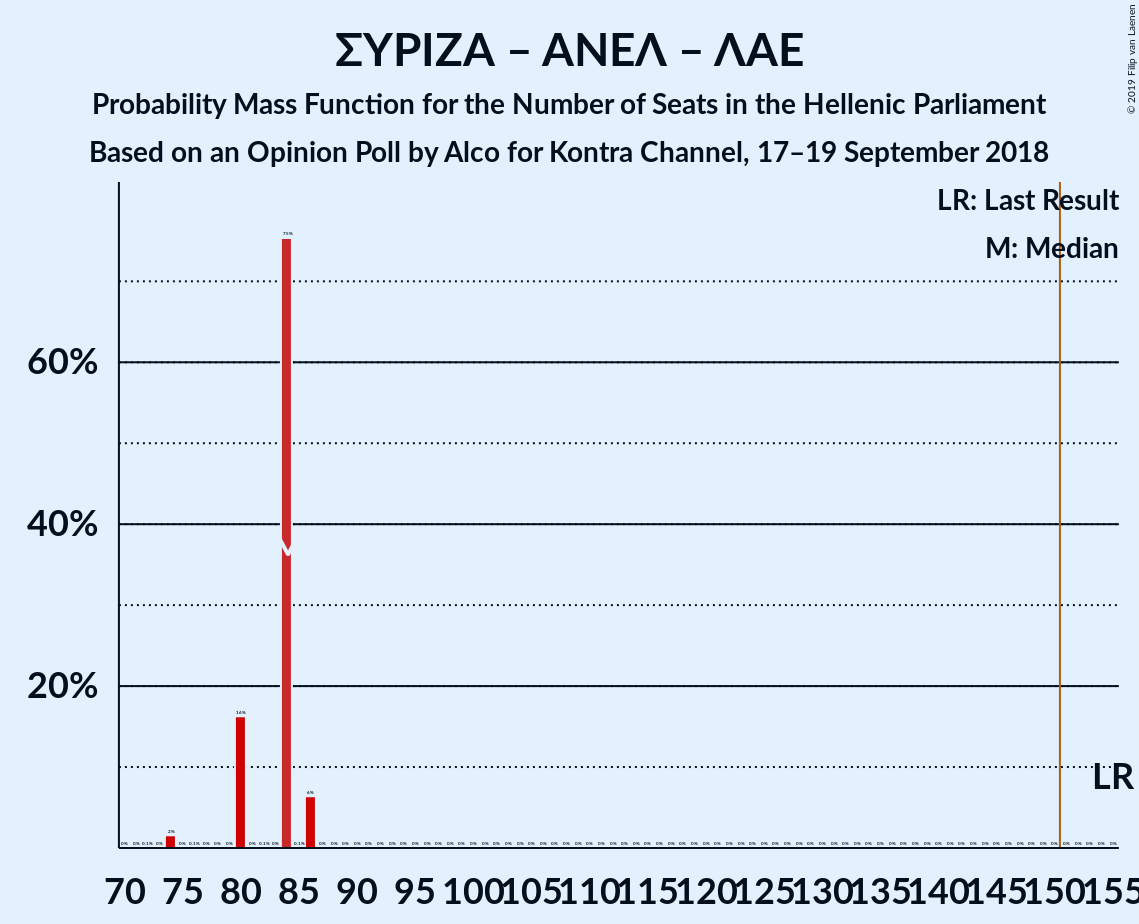 ΣΥΡΙΖΑ – ΑΝΕΛ – ΛΑΕ
Probability Mass Function for the Number of Seats in the Hellenic Parliament
Based on an Opinion Poll by Alco for Kontra Channel, 17–19 September 2018
© 2019 Filip van Laenen
LR: Last Result
M: Median
60%
40%
20%
LR
70 75 80 85 90 95 100 105 110 115 120 125 130 135 140 145 150 155